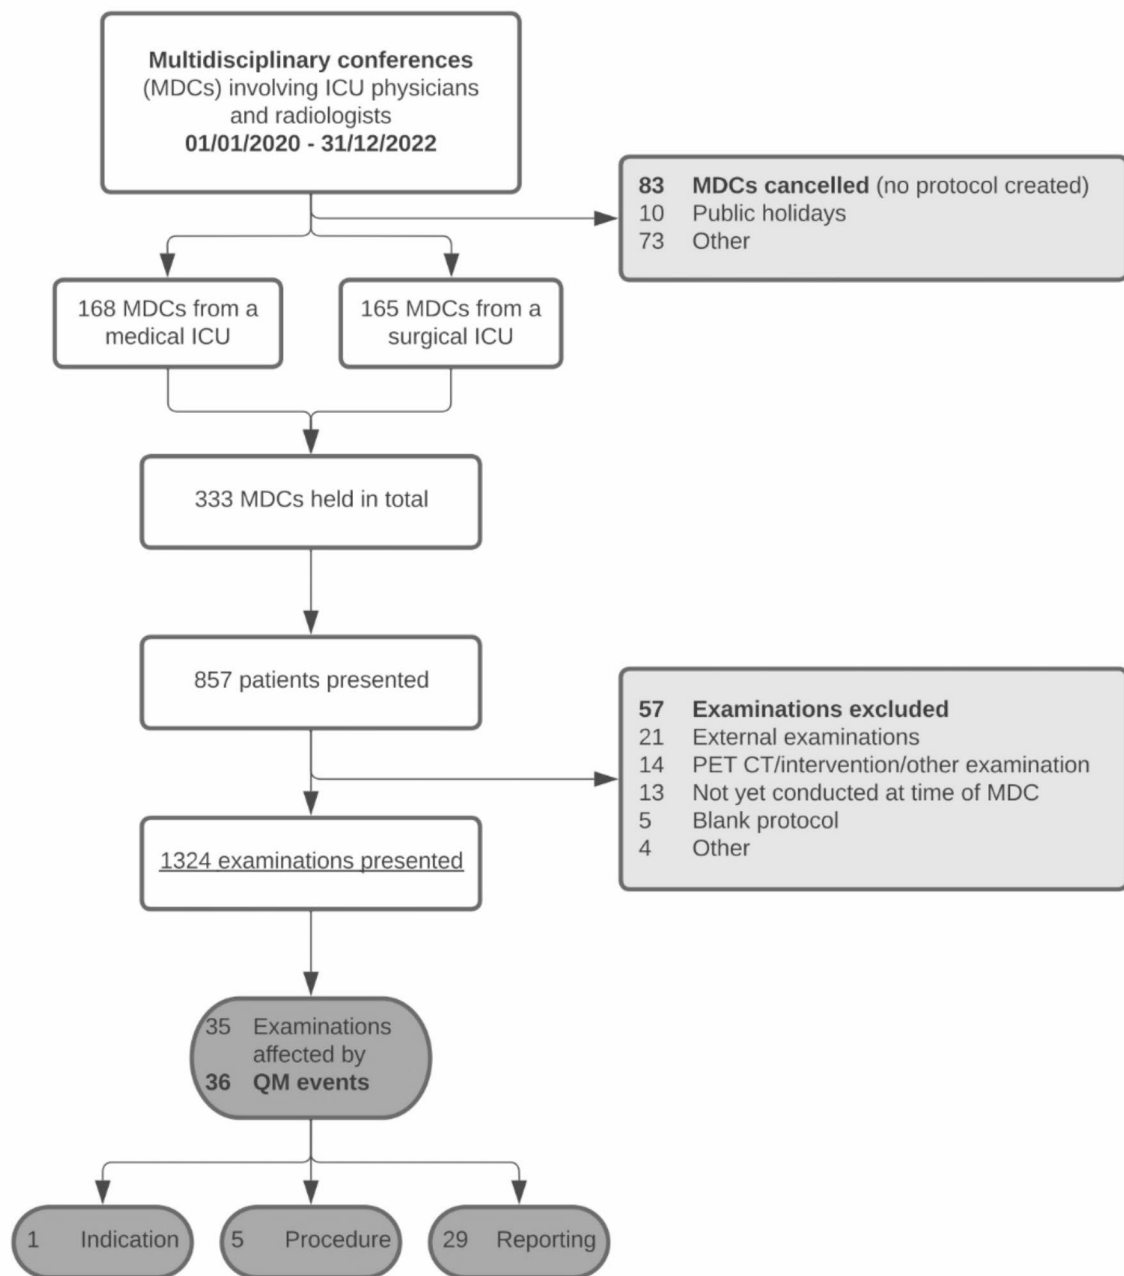 Multidisciplinary conferences
(MDCs) involving ICU physicians
and radiologists
01/01/2020 - 31/12/2022
83 MDCs cancelled (no protocol created)
10 Public holidays
73 Other
168 MDCs from a
medical ICU
165 MDCs from a
surgical ICU
333 MDCs held in total
857 patients presented
57 Examinations excluded
21 External examinations
14 PET CT/intervention/other examination
13 Not yet conducted at time of MDC
5 Blank protocol
4 Other
1324 examinations presented
35 Examinations
affected by
36 QM events
1 Indication
5 Procedure
29 Reporting